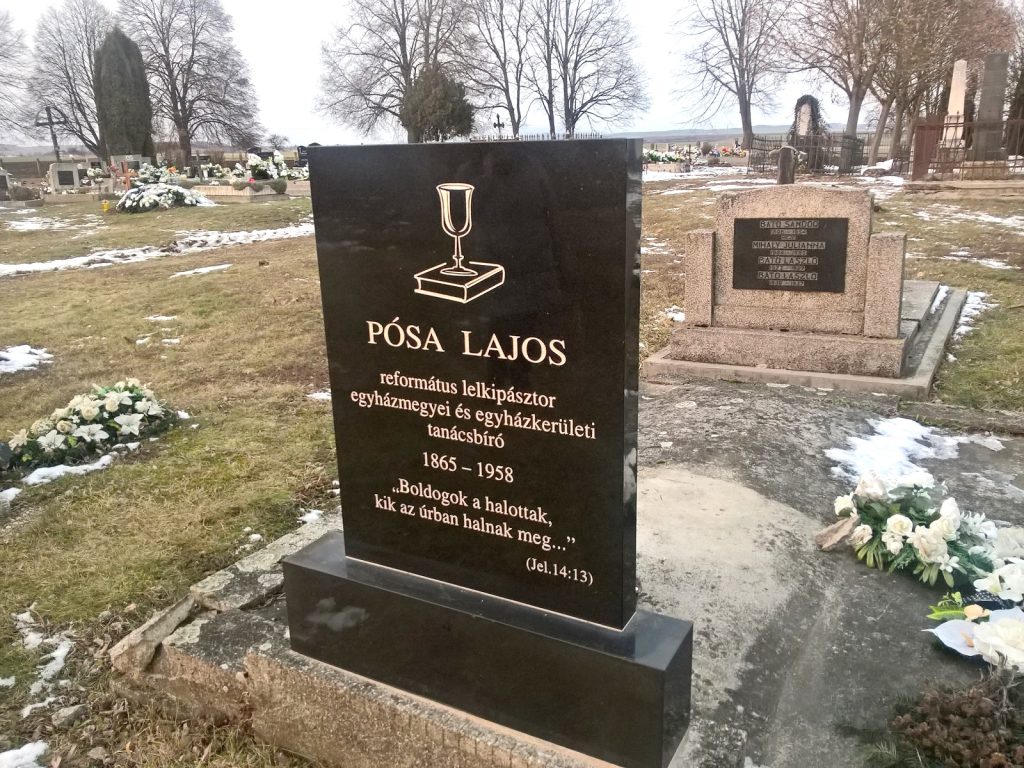 PÓSA LAJOS
református lelkipásztor
egyházmegyei és egyházkerületi
tanácsbíró
1865 – 1958
„Boldogok a halottak,
kik az úrban halnak meg...”
(Jel.14:13)
BATÓ SÁNDOR
MIHÁLY JULIANNA
BATÓ LÁSZLÓ
BATÓ LÁSZLÓ